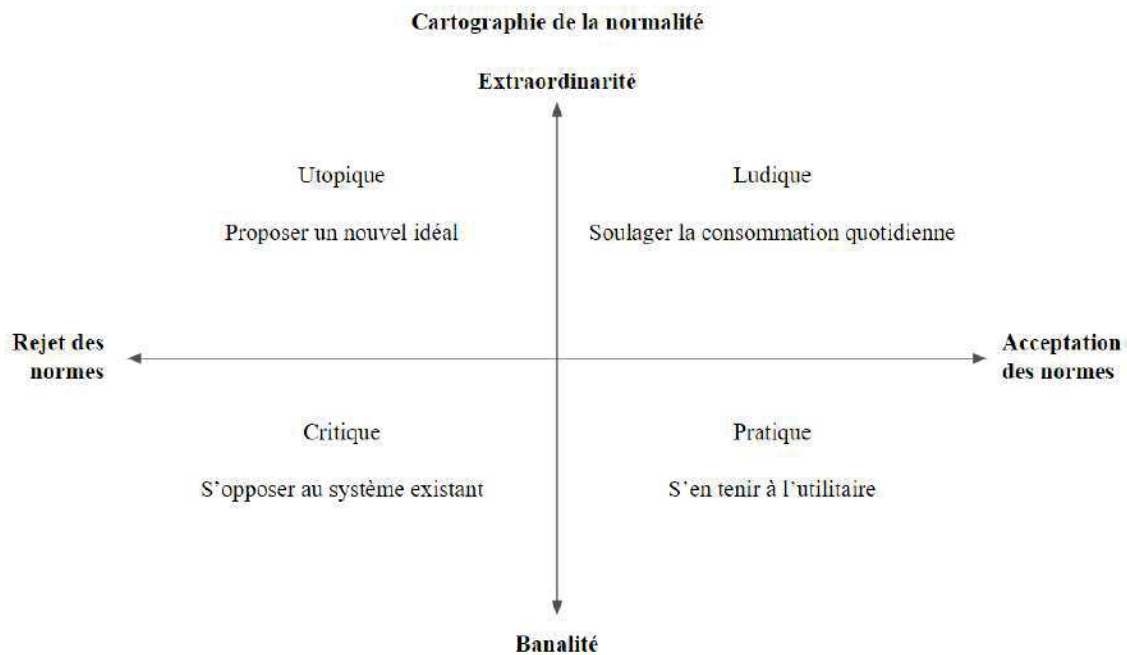 Cartographie de la normalité
Extraordinarité
Utopique
Ludique
Proposer un nouvel idéal
Soulager la consommation quotidienne
Rejet des
normes
Acceptation
des normes
Critique
Pratique
S’opposer au système existant
S’en tenir à l’utilitaire
Banalité